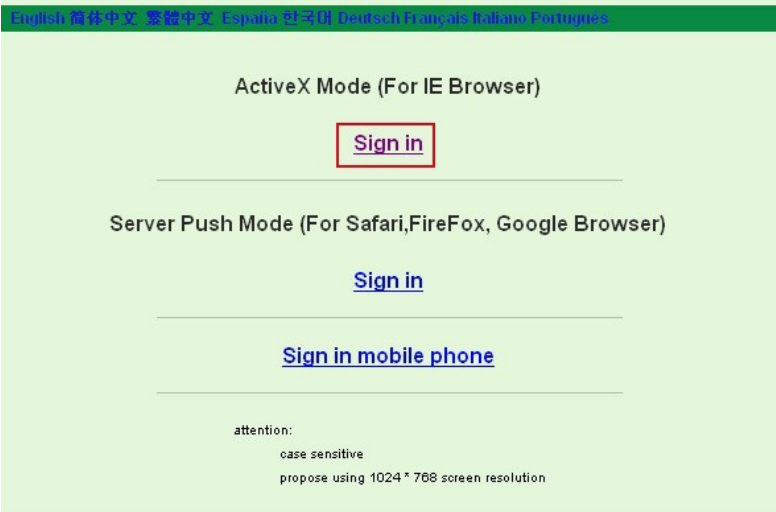 English 简体中文 繁體中文 España 한국어 Deutsch Français Italiano Português
ActiveX Mode (For IE Browser)
Sign in
Server Push Mode (For Safari,FireFox, Google Browser)
Sign in
Sign in mobile phone
attention:
case sensitive
propose using 1024 * 768 screen resolution